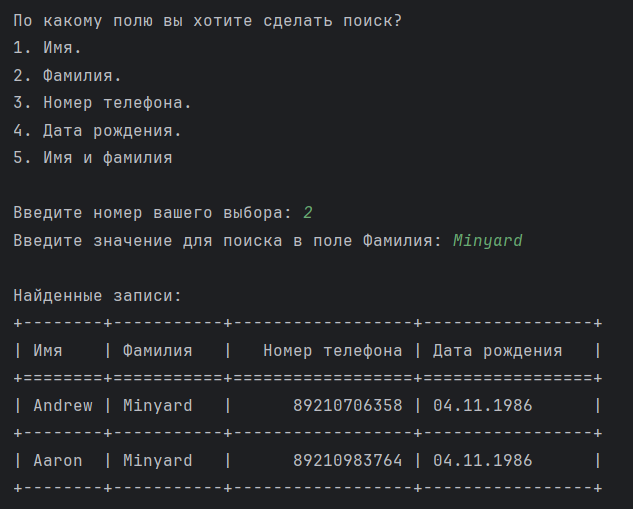 По какому полю вы хотите сделать поиск?
1. Имя.
2. Фамилия.
3. Номер телефона.
4. Дата рождения.
5. Имя и фамилия
Введите номер вашего выбора: 2
Введите значение для поиска в поле Фамилия: Minyard
Найденные записи:
+--------+-----------+------------------+-----------------+
| Имя    | Фамилия   |   Номер телефона | Дата рождения   |
+========+===========+==================+=================+
| Andrew | Minyard   |      89210706358 | 04.11.1986      |
+--------+-----------+------------------+-----------------+
| Aaron  | Minyard   |      89210983764 | 04.11.1986      |
+--------+-----------+------------------+-----------------+